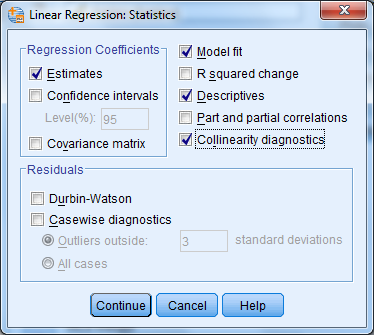 Linear Regression: Statistics
Regression Coefficients
Estimates
Confidence intervals
Level(%): 95
Covariance matrix
Model fit
R squared change
Descriptives
Part and partial correlations
Collinearity diagnostics
Residuals
Durbin-Watson
Casewise diagnostics
Outliers outside: 3 standard deviations
All cases
Continue Cancel Help